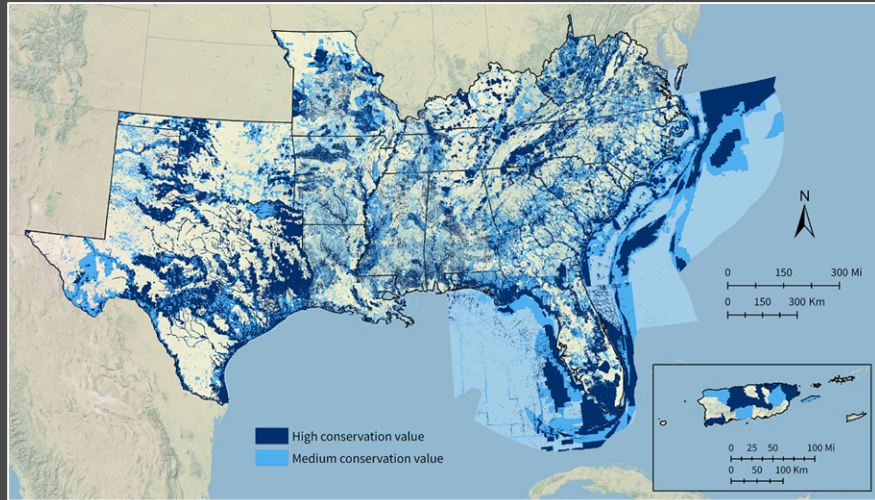 N
0 150 300 Mi
0 150 300 Km
High conservation value
Medium conservation value
0 25 50 100 Mi
0 50 100 Km